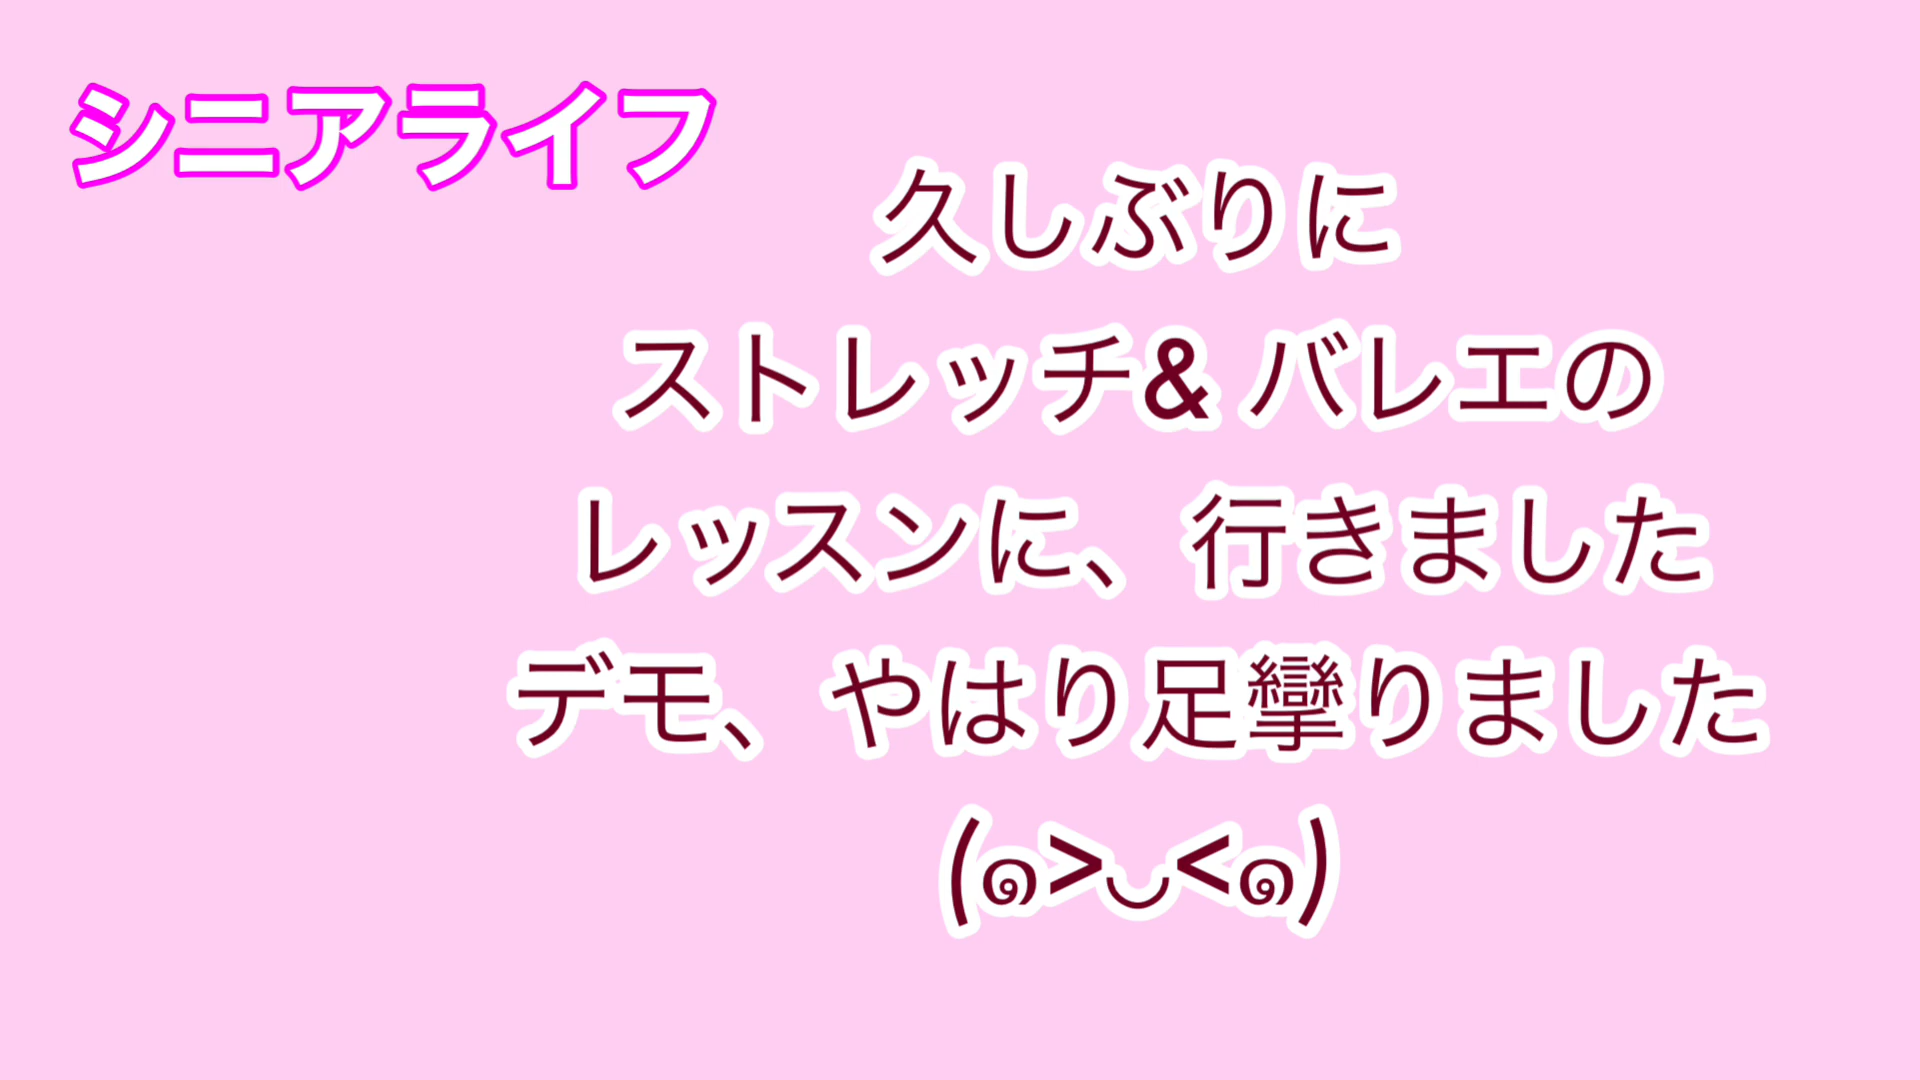 シニアライフ
久しぶりに
ストレッチ& バレエの
レッスンに、行きました
デモ、やはり足攣りました
(๑>◡<๑)